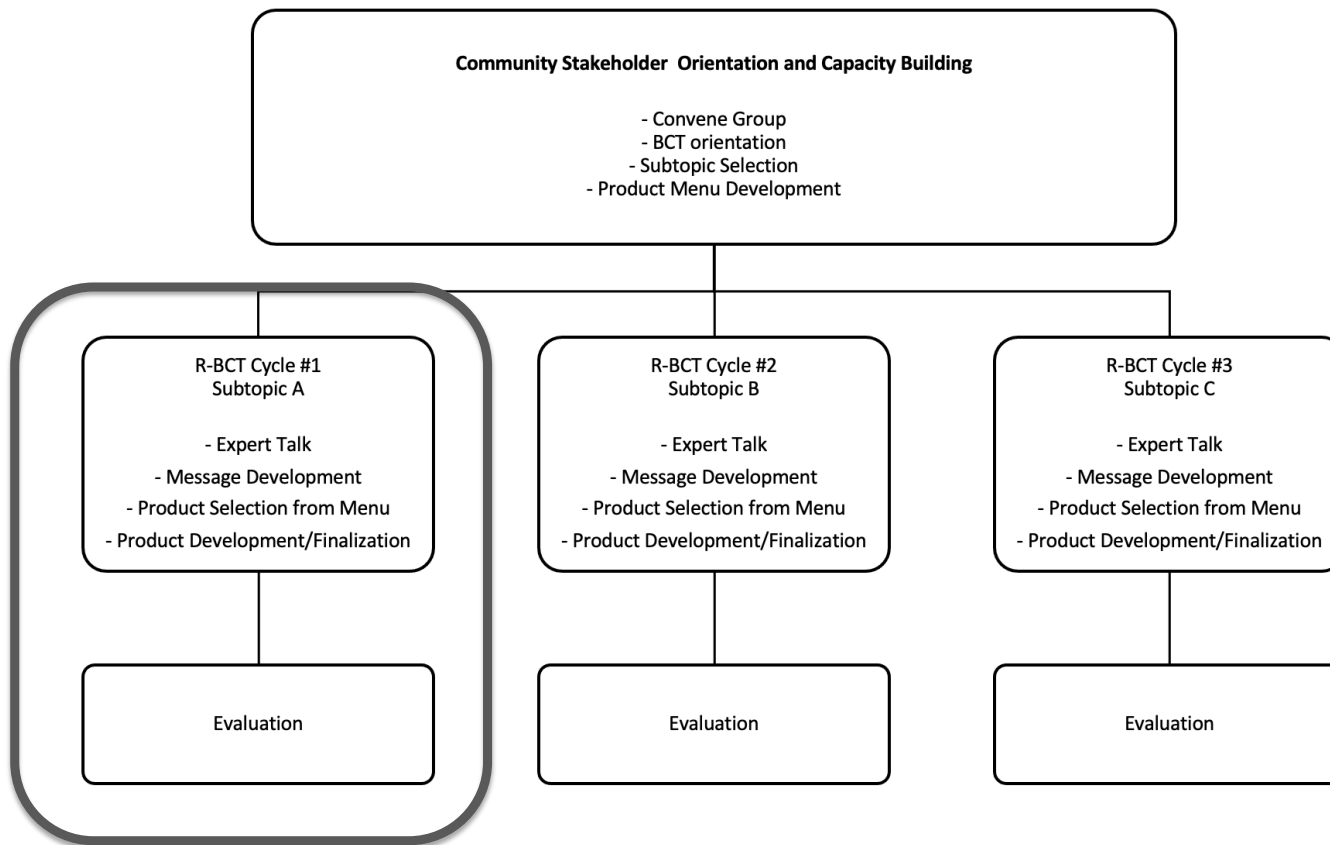 Community Stakeholder  Orientation and Capacity Building
- Convene Group
- BCT orientation
- Subtopic Selection
- Product Menu Development
R-BCT Cycle #1
Subtopic A
- Expert Talk
- Message Development
- Product Selection from Menu
- Product Development/Finalization
Evaluation
R-BCT Cycle #2
Subtopic B
- Expert Talk
- Message Development
- Product Selection from Menu
- Product Development/Finalization
Evaluation
R-BCT Cycle #3
Subtopic C
- Expert Talk
- Message Development
- Product Selection from Menu
- Product Development/Finalization
Evaluation